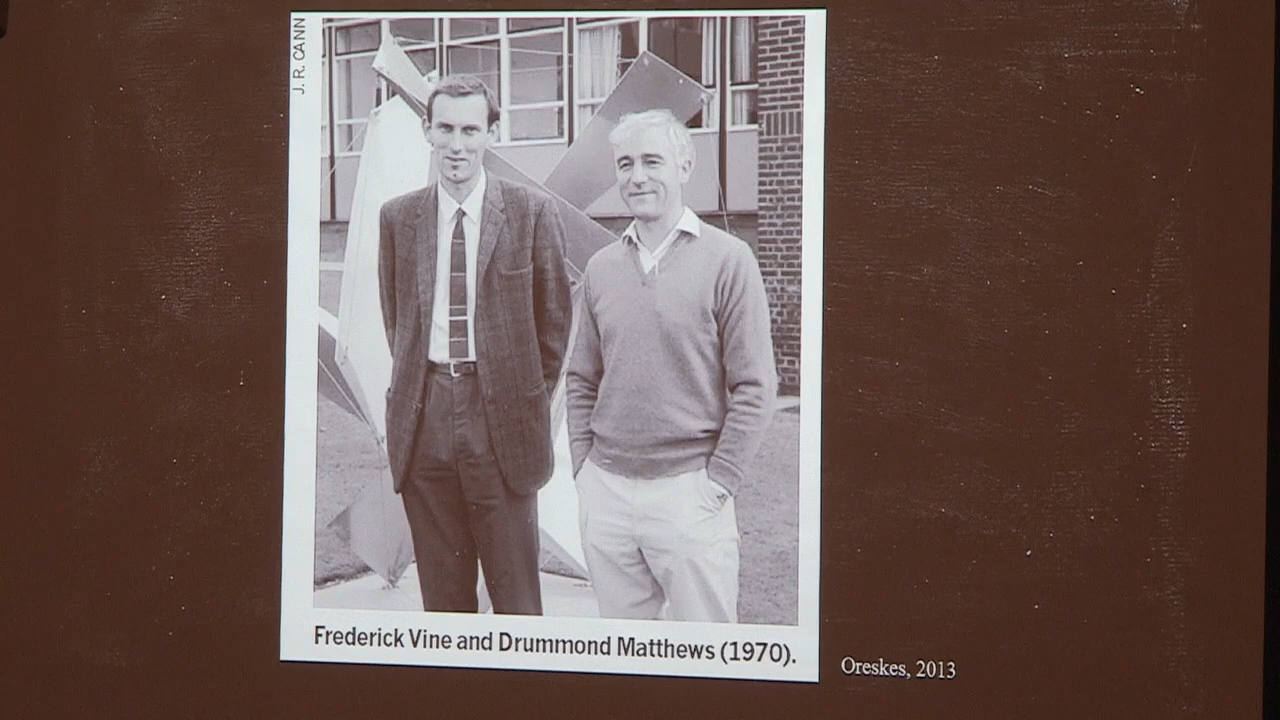 J. R. CANN
Frederick Vine and Drummond Matthews (1970).
Oreskes, 2013